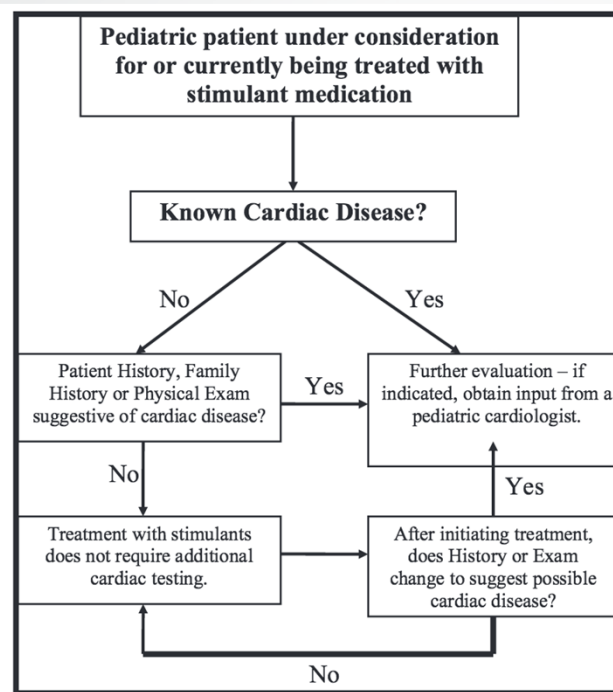 Pediatric patient under consideration
for or currently being treated with
stimulant medication
Known Cardiac Disease?
No
Yes
Patient History, Family
History or Physical Exam
suggestive of cardiac disease?
Yes
Further evaluation – if
indicated, obtain input from a
pediatric cardiologist.
No
Yes
Treatment with stimulants
does not require additional
cardiac testing.
After initiating treatment,
does History or Exam
change to suggest possible
cardiac disease?
No